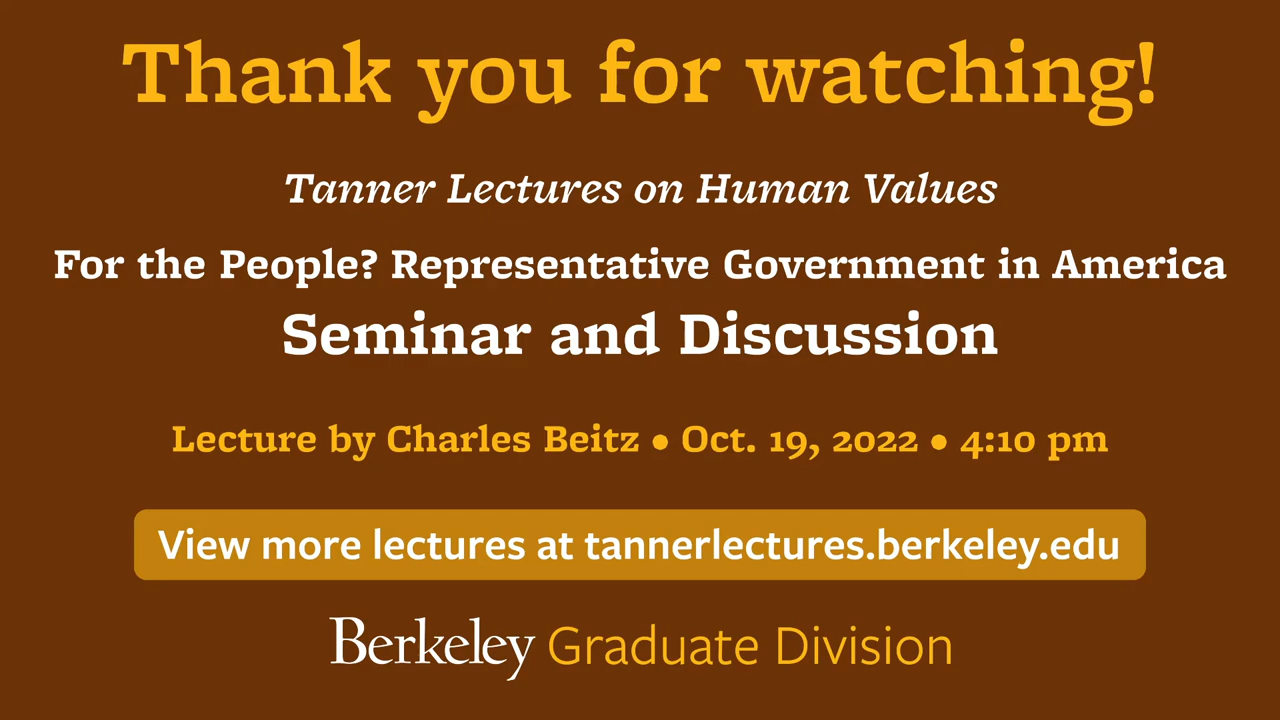 Thank you for watching!
Tanner Lectures on Human Values
For the People? Representative Government in America
Seminar and Discussion
Lecture by Charles Beitz • Oct. 19, 2022 • 4:10 pm
View more lectures at tannerlectures.berkeley.edu
Berkeley Graduate Division